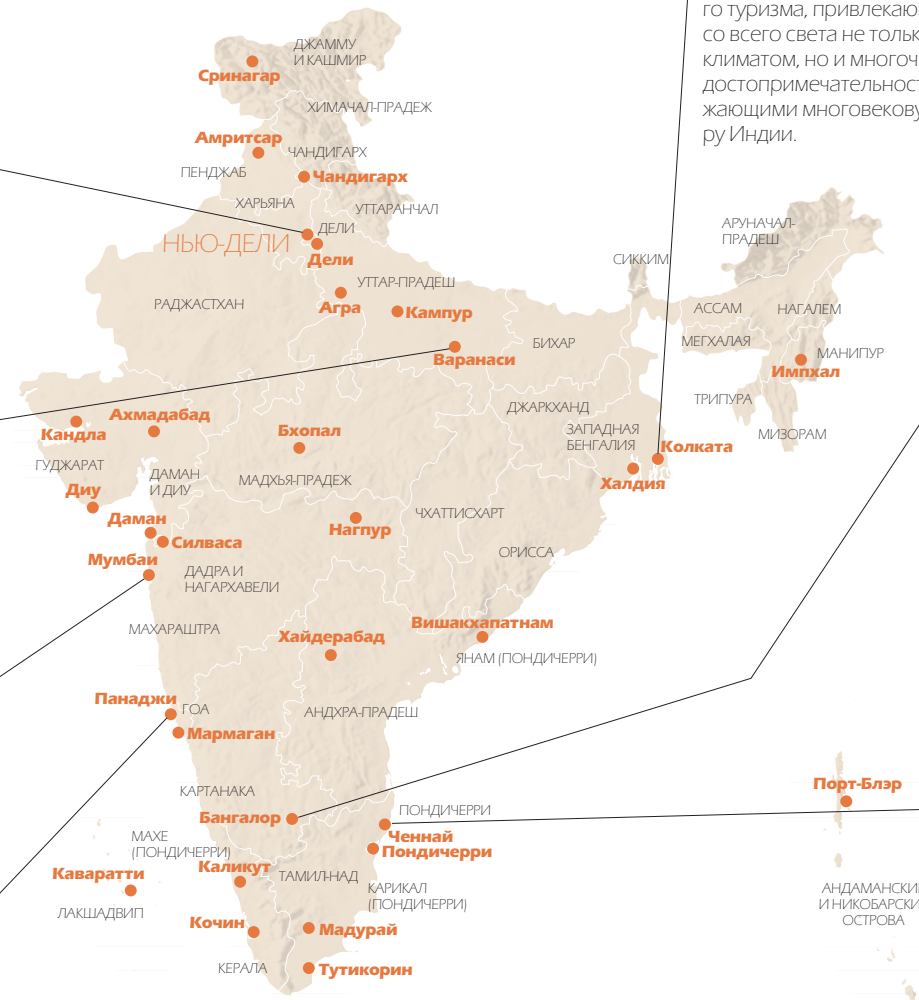 го туризма, привлекаю
со всего света не тольк
климатом, но и многоч
достопримечательност
жающими многовекову
ру Индии.
ДЖАММУ
И КАШМИР
Сринагар
ХИМАЧАЛ-ПРАДЕЖ
Амритсар
ЧАНДИГАРХ
ПЕНДЖАБ
Чандигарх
ХАРЬЯНА
УТТАРАНЧАЛ
ДЕЛИ
НЬЮ-ДЕЛИ
Дели
АРУНАЧАЛ-
ПРАДЕШ
СИККИМ
УТТАР-ПРАДЕШ
РАДЖАСТХАН
Агра
Кампур
АССАМ
НАГАЛЕМ
БИХАР
МЕГХАЛАЯ
МАНИПУР
Варанаси
Импхал
ТРИПУРА
ДЖАРКХАНД
Ахмадабад
Кандла
Бхопал
ЗАПАДНАЯ
БЕНГАЛИЯ
МИЗОРАМ
Колката
ГУДЖАРАТ
ДАМАН
И ДИУ
МАДХЬЯ-ПРАДЕЖ
Халдия
Диу
ЧХАТТИСХАРТ
Даман
Нагпур
Силваса
ОРИССА
Мумбаи
ДАДРА И
НАГАРХАВЕЛИ
МАХАРАШТРА
Вишакхапатнам
Хайдерабад
ЯНАМ (ПОНДИЧЕРРИ)
Панаджи
ГОА
АНДХРА-ПРАДЕШ
Мармаган
Порт-Блэр
КАРТАНАКА
ПОНДИЧЕРРИ
Бангалор
МАХЕ
(ПОНДИЧЕРРИ)
Ченнай
Пондичерри
Каликут
Каваратти
ТАМИЛ-НАД
КАРИКАЛ
(ПОНДИЧЕРРИ)
ЛАКШАДВИП
АНДАМАНСКИ
И НИКОБАРСКИ
ОСТРОВА
Кочин
Мадурай
КЕРАЛА
Тутикорин